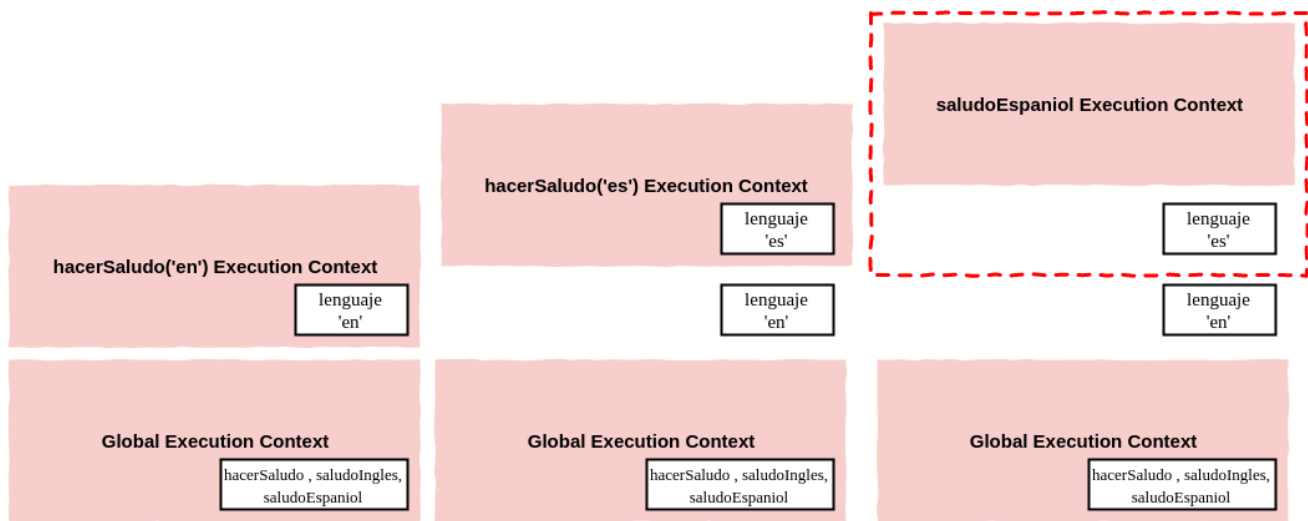 hacerSaludo('en') Execution Context
lenguaje
'en'
Global Execution Context
hacerSaludo , saludoIngles,
saludoEspaniol
hacerSaludo('es') Execution Context
lenguaje
'es'
lenguaje
'en'
Global Execution Context
hacerSaludo , saludoIngles,
saludoEspaniol
saludoEspaniol Execution Context
lenguaje
'es'
lenguaje
'en'
Global Execution Context
hacerSaludo , saludoIngles,
saludoEspaniol